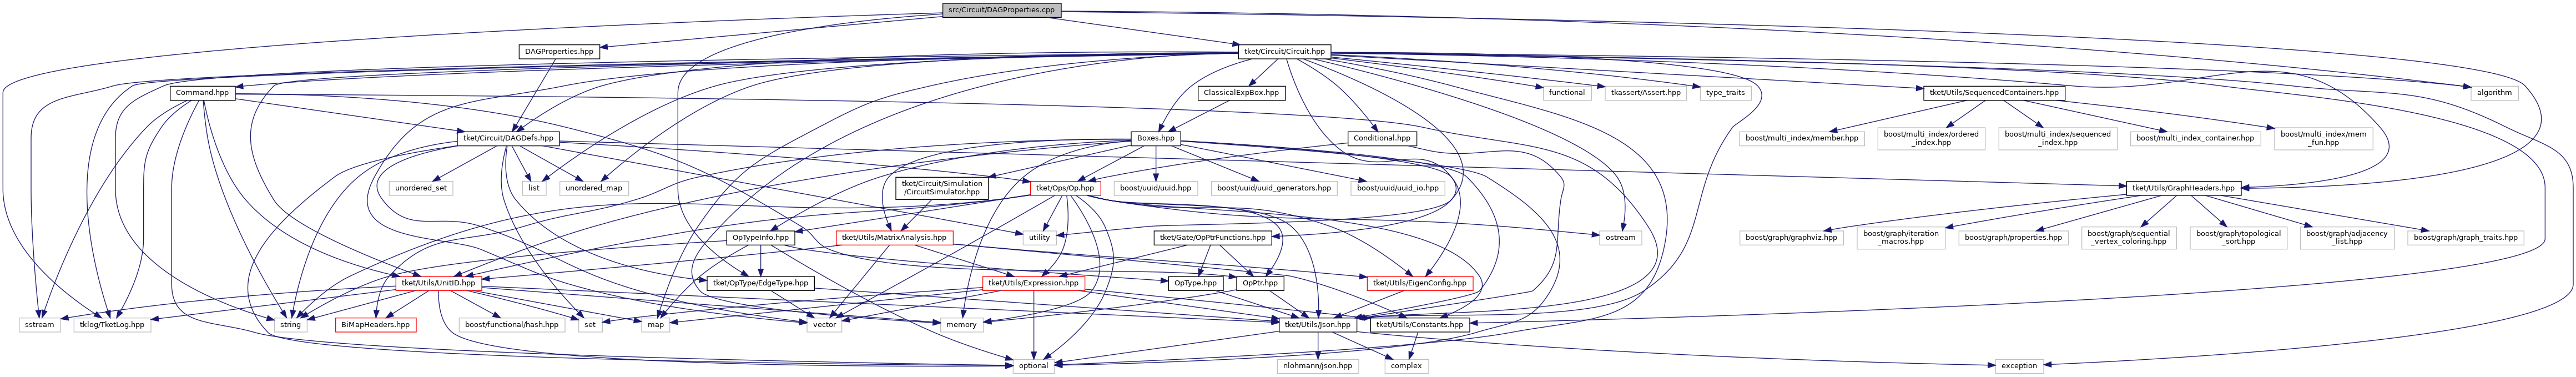 src/Circuit/DAGProperties.cpp
DAGProperties.hpp
tket/Circuit/Circuit.hpp
Command.hpp
ClassicalExpBox.hpp
functional
tkassert/Assert.hpp
type_traits
tket/Utils/SequencedContainers.hpp
algorithm
tket/Circuit/DAGDefs.hpp
Boxes.hpp
Conditional.hpp
boost/multi_index/member.hpp
boost/multi_index/ordered
_index.hpp
boost/multi_index/sequenced
_index.hpp
boost/multi_index_container.hpp
boost/multi_index/mem
_fun.hpp
unordered_set
list
unordered_map
tket/Circuit/Simulation
/CircuitSimulator.hpp
tket/Ops/Op.hpp
boost/uuid/uuid.hpp
boost/uuid/uuid_generators.hpp
boost/uuid/uuid_io.hpp
tket/Utils/GraphHeaders.hpp
OpTypeInfo.hpp
tket/Utils/MatrixAnalysis.hpp
utility
tket/Gate/OpPtrFunctions.hpp
ostream
boost/graph/graphviz.hpp
boost/graph/iteration
_macros.hpp
boost/graph/properties.hpp
boost/graph/sequential
_vertex_coloring.hpp
boost/graph/topological
_sort.hpp
boost/graph/adjacency
_list.hpp
boost/graph/graph_traits.hpp
tket/Utils/UnitID.hpp
tket/OpType/EdgeType.hpp
tket/Utils/Expression.hpp
OpType.hpp
OpPtr.hpp
tket/Utils/EigenConfig.hpp
sstream
tklog/TketLog.hpp
string
BiMapHeaders.hpp
boost/functional/hash.hpp
set
map
vector
memory
tket/Utils/Json.hpp
tket/Utils/Constants.hpp
optional
nlohmann/json.hpp
complex
exception